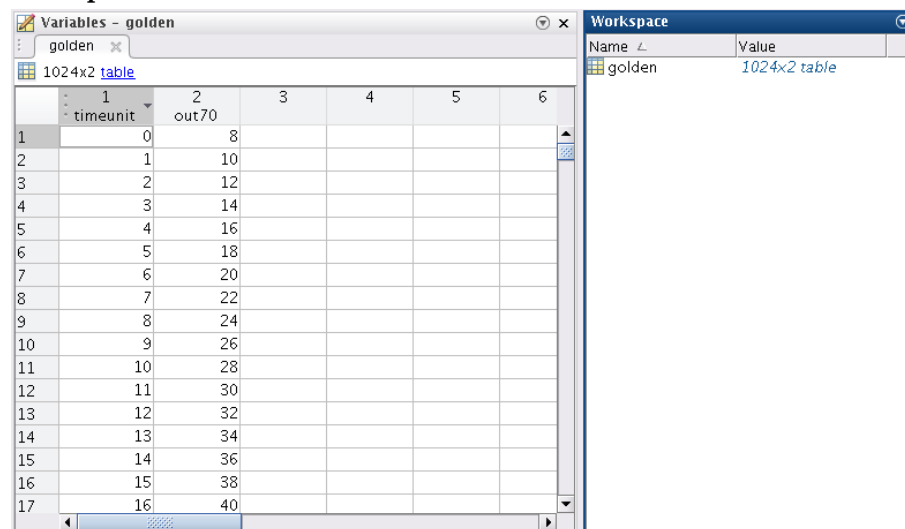 Variables - golden
golden
1024x2 table
1 2 3 4 5 6
timeunit out70
1 0 8
2 1 10
3 2 12
4 3 14
5 4 16
6 5 18
7 6 20
8 7 22
9 8 24
10 9 26
11 10 28
12 11 30
13 12 32
14 13 34
15 14 36
16 15 38
17 16 40
Workspace
Name Value
golden 1024x2 table